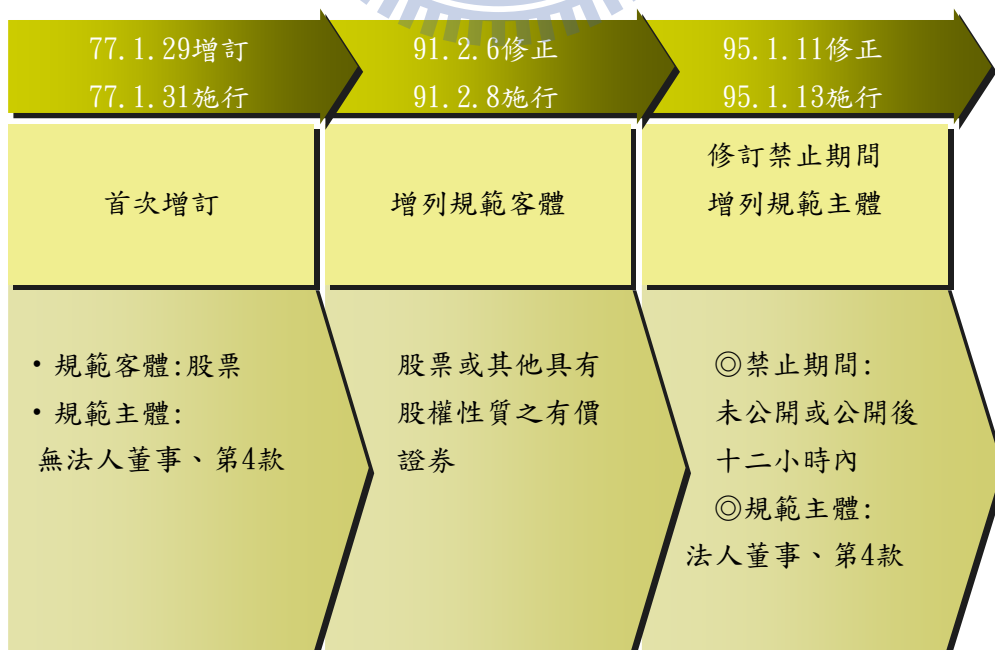 77.1.29增訂
77.1.31施行
91.2.6修正
91.2.8施行
95.1.11修正
95.1.13施行
首次增訂
增列規範客體
修訂禁止期間
增列規範主體
・規範客體:股票
・規範主體:
無法人董事、第4款
股票或其他具有
股權性質之有價
證券
◎禁止期間:
未公開或公開後
十二小時內
◎規範主體:
法人董事、第4款